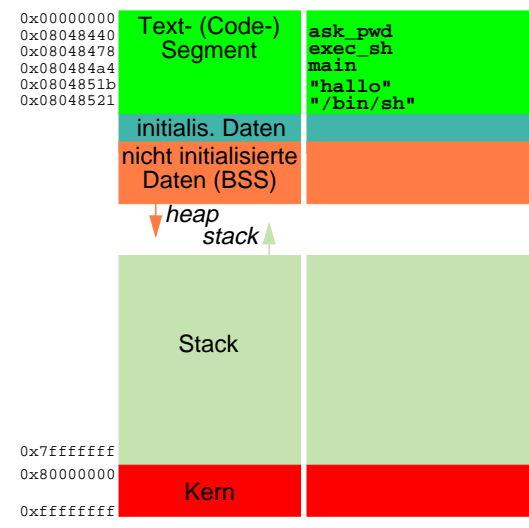 0x00000000
0x08048440
0x08048478
0x080484a4
0x0804851b
0x08048521
Text- (Code-)
Segment
ask_pwd
exec_sh
main
"hallo"
"/bin/sh"
initialis. Daten
nicht initialisierte
Daten (BSS)
heap
stack
Stack
0x7fffffff
0x80000000
Kern
0xffffffff